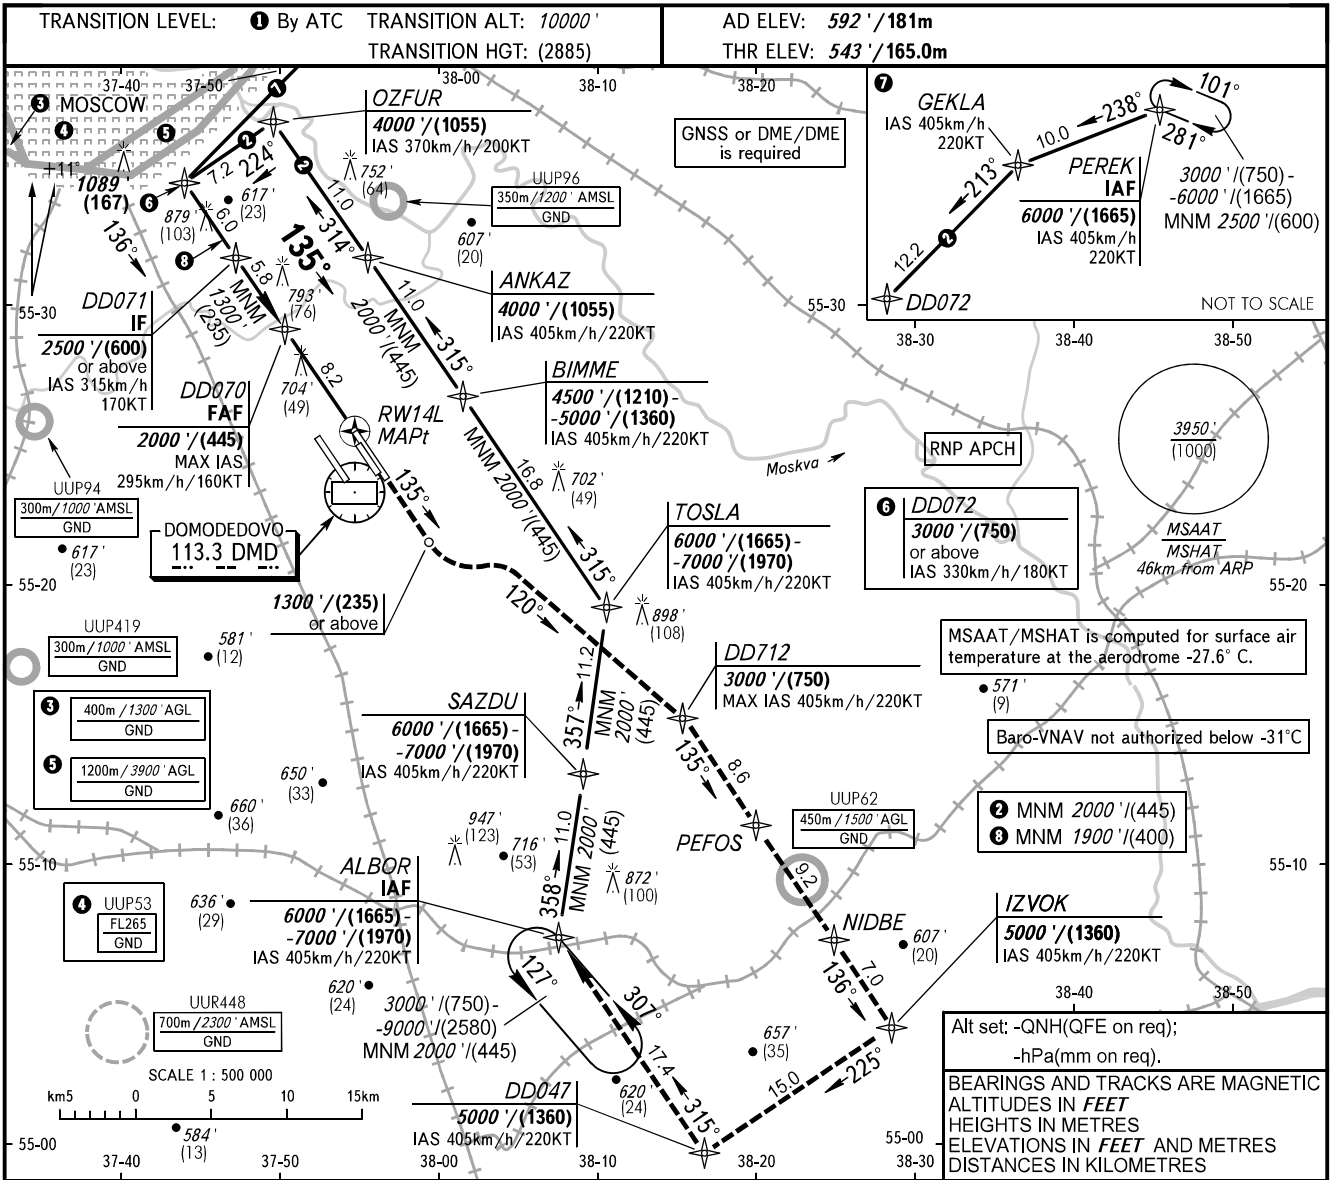 TRANSITION LEVEL: ❶ By ATC TRANSITION ALT: 10000'
TRANSITION HGT: (2885)
AD ELEV: 592'/181m
THR ELEV: 543'/165.0m
37-40
37-50
38-00
38-10
❸ MOSCOW
❹
❺
+11°
1089'
(167)
❻
136°
❼
7.2
❷
224°
OZFUR
4000'/(1055)
IAS 370km/h/200KT
❷
752'
(64)
11.0
314°
617'
(23)
879'
(103)
6.0
❽
135°
UUP96
350m/1200' AMSL
GND
607'
(20)
GNSS or DME/DME
is required
❼
GEKLA
IAS 405km/h
220KT
10.0
238°
101°
281°
213°
❷
12.2
DD072
PEREK
IAF
6000'/(1665)
IAS 405km/h
220KT
3000'/(750)-
-6000'/(1665)
MNM 2500'/(600)
NOT TO SCALE
55-30
55-30
DD071
IF
2500'/(600)
or above
IAS 315km/h
170KT
5.8
MNM
1300'
(235)
793'
(76)
ANKAZ
4000'/(1055)
IAS 405km/h/220KT
11.0
MNM
2000'/(445)
315°
38-30
38-40
38-50
DD070
FAF
2000'/(445)
MAX IAS
295km/h/160KT
704'
(49)
8.2
RW14L
MAPt
BIMME
4500'/(1210)-
-5000'/(1360)
IAS 405km/h/220KT
16.8
MNM 2000'/(445)
702'
(49)
Moskva
RNP APCH
3950'
(1000)
MSAAT
MSHAT
46km from ARP
UUP94
300m/1000' AMSL
GND
617'
(23)
DOMODEDOVO
113.3 DMD
135°
315°
TOSLA
6000'/(1665)-
-7000'/(1970)
IAS 405km/h/220KT
❻ DD072
3000'/(750)
or above
IAS 330km/h/180KT
55-20
55-20
1300'/(235)
or above
120°
898'
(108)
UUP419
300m/1000' AMSL
GND
581'
(12)
11.2
357°
MNM
2000'
(445)
DD712
3000'/(750)
MAX IAS 405km/h/220KT
MSAAT/MSHAT is computed for surface air
temperature at the aerodrome -27.6° C.
571'
(9)
Baro-VNAV not authorized below -31°C
SAZDU
6000'/(1665)-
-7000'/(1970)
IAS 405km/h/220KT
❸ 400m/1300' AGL
GND
❺ 1200m/3900' AGL
GND
650'
(33)
660'
(36)
135°
8.6
PEFOS
UUP62
450m/1500' AGL
GND
❷ MNM 2000'/(445)
❽ MNM 1900'/(400)
947'
(123)
716'
(53)
11.0
358°
MNM 2000'
(445)
872'
(100)
55-10
55-10
ALBOR
IAF
6000'/(1665)-
-7000'/(1970)
IAS 405km/h/220KT
❹ UUP53
FL265
GND
636'
(29)
9.2
NIDBE
IZVOK
5000'/(1360)
IAS 405km/h/220KT
607'
(20)
7.0
136°
127°
307°
620'
(24)
3000'/(750)-
-9000'/(2580)
MNM 2000'/(445)
38-40
38-50
UUR448
700m/2300' AMSL
GND
657'
(35)
17.4
15.0
225°
315°
SCALE 1 : 500 000
km5 0 5 10 15km
620
(24)
DD047
5000'/(1360)
IAS 405km/h/220KT
584'
(13)
55-00
55-00
37-40
37-50
38-00
38-10
38-20
38-30
Alt set: -QNH(QFE on req);
-hPa(mm on req).
BEARINGS AND TRACKS ARE MAGNETIC
ALTITUDES IN FEET
HEIGHTS IN METRES
ELEVATIONS IN FEET AND METRES
DISTANCES IN KILOMETRES